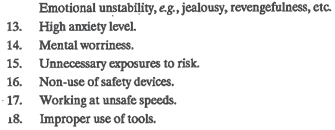 Emotional unstability, e.g., jealousy, revengefulness, etc.
13. High anxiety level.
14. Mental worriness.
15. Unnecessary exposures to risk.
16. Non-use of safety devices.
17. Working at unsafe speeds.
18. Improper use of tools.